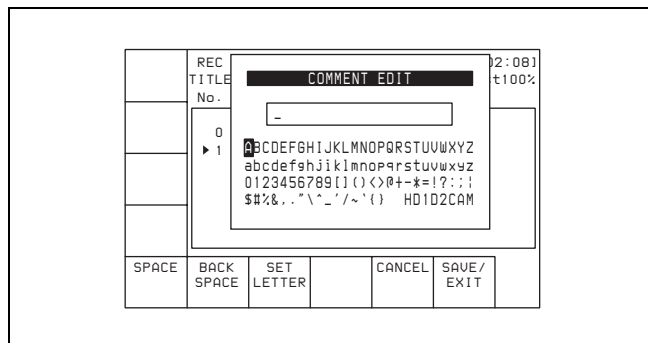 REC
TITLE
No.
02:08]
t100%
COMMENT EDIT
_
0
▶ 1
ABCDEFGHIJKLMNOPQRSTUVWXYZ
abcdefghijklmnopqrstuvwxyz
0123456789[]()<>@+-*=!?:;¦
$#%&,."\^_'/~`{} HD1D2CAM
SPACE
BACK
SPACE
SET
LETTER
CANCEL
SAVE/
EXIT